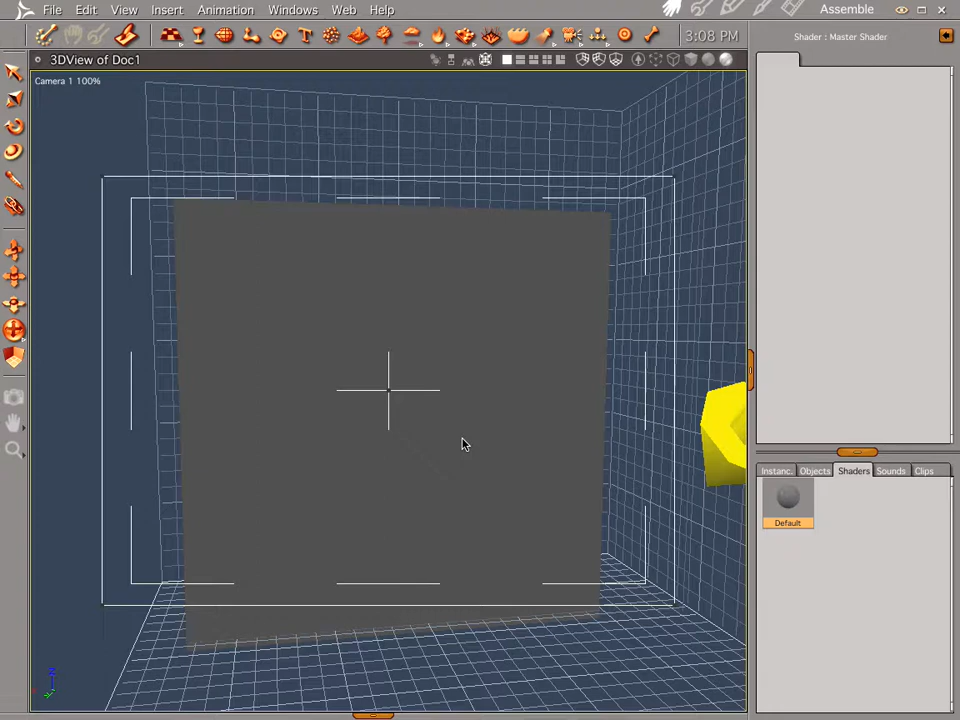 File Edit View Insert Animation Windows Web Help Assemble
3:08 PM Shader : Master Shader
3DView of Doc1
Camera 1 100%
Instanc. Objects Shaders Sounds Clips
Default
Z